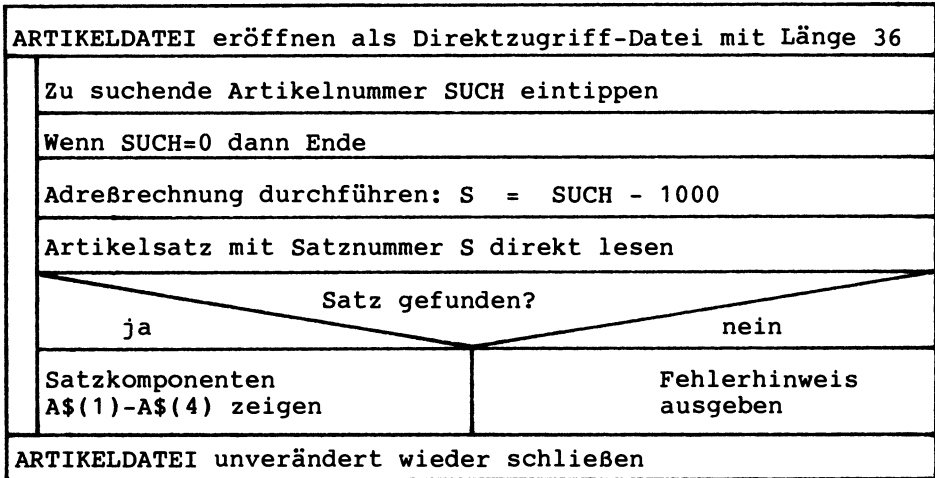 ARTIKELDATEI eröffnen als Direktzugriff-Datei mit Länge 36
Zu suchende Artikelnummer SUCH eintippen
Wenn SUCH=0 dann Ende
Adreßrechnung durchführen: S = SUCH - 1000
Artikelsatz mit Satznummer S direkt lesen
Satz gefunden?
ja nein
Satzkomponenten
A$(1)-A$(4) zeigen
Fehlerhinweis
ausgeben
ARTIKELDATEI unverändert wieder schließen